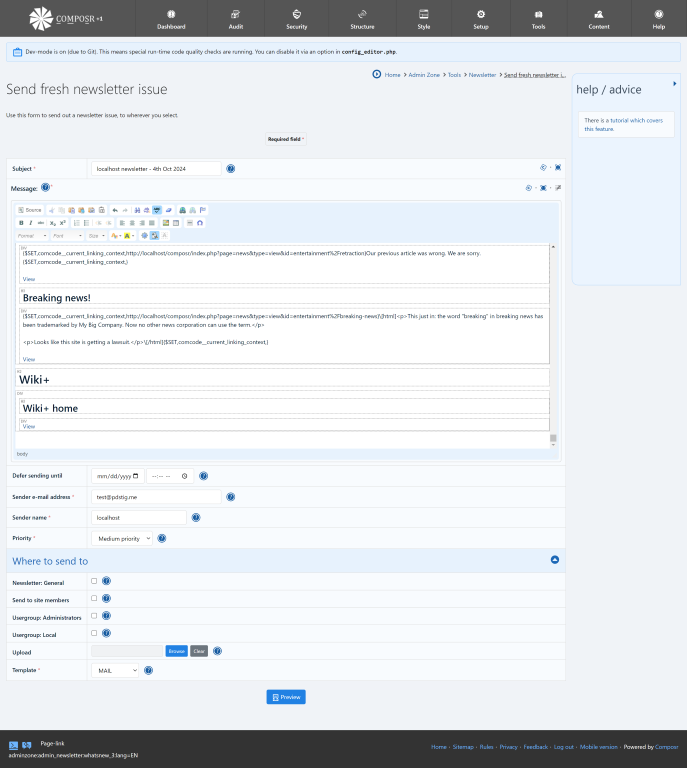 COMPOSR v1
Dashboard
Audit
Security
Structure
Style
Setup
Tools
Content
Help
Dev-mode is on (due to Git). This means special run-time code quality checks are running. You can disable it via an option in config_editor.php.
Home > Admin Zone > Tools > Newsletter > Send fresh newsletter i…
Send fresh newsletter issue
help / advice
There is a tutorial which covers
this feature.
Use this form to send out a newsletter issue, to wherever you select.
Required field *
Subject *
localhost newsletter - 4th Oct 2024
Message: *
Source
Format
Font
Size
DIV
{$SET,comcode__current_linking_context,http://localhost/composr/index.php?page=news&type=view&id=entertainment%2Fretraction}Our previous article was wrong. We are sorry.
{$SET,comcode__current_linking_context,}
View
Breaking news!
DIV
{$SET,comcode__current_linking_context,http://localhost/composr/index.php?page=news&type=view&id=entertainment%2Fbreaking-news}\[html]<p>This just in: the word "breaking" in breaking news has
been trademarked by My Big Company. Now no other news corporation can use the term.</p>
<p>Looks like this site is getting a lawsuit.</p>\[/html]{$SET,comcode__current_linking_context,}
View
Wiki+
DIV
Wiki+ home
DIV
View
body
Defer sending until
mm/dd/yyyy
--:-- --
Sender e-mail address *
test@pdstig.me
Sender name *
localhost
Priority *
Medium priority
Where to send to
Newsletter: General
Send to site members
Usergroup: Administrators
Usergroup: Local
Upload
Browse
Clear
Template *
MAIL
Preview
Page-link
adminzone:admin_newsletter:whatsnew_3:lang=EN
Home · Sitemap · Rules · Privacy · Feedback · Log out · Mobile version · Powered by Composr